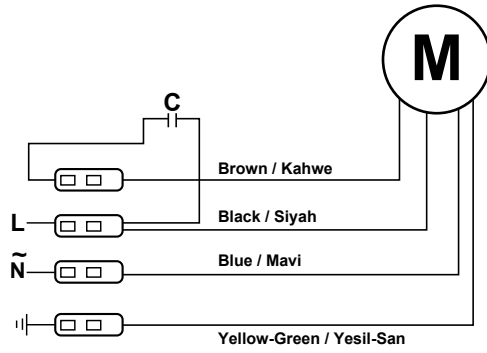 M
C
Brown / Kahwe
L
Black / Siyah
Ñ
Blue / Mavi
Yellow-Green / Yesil-San